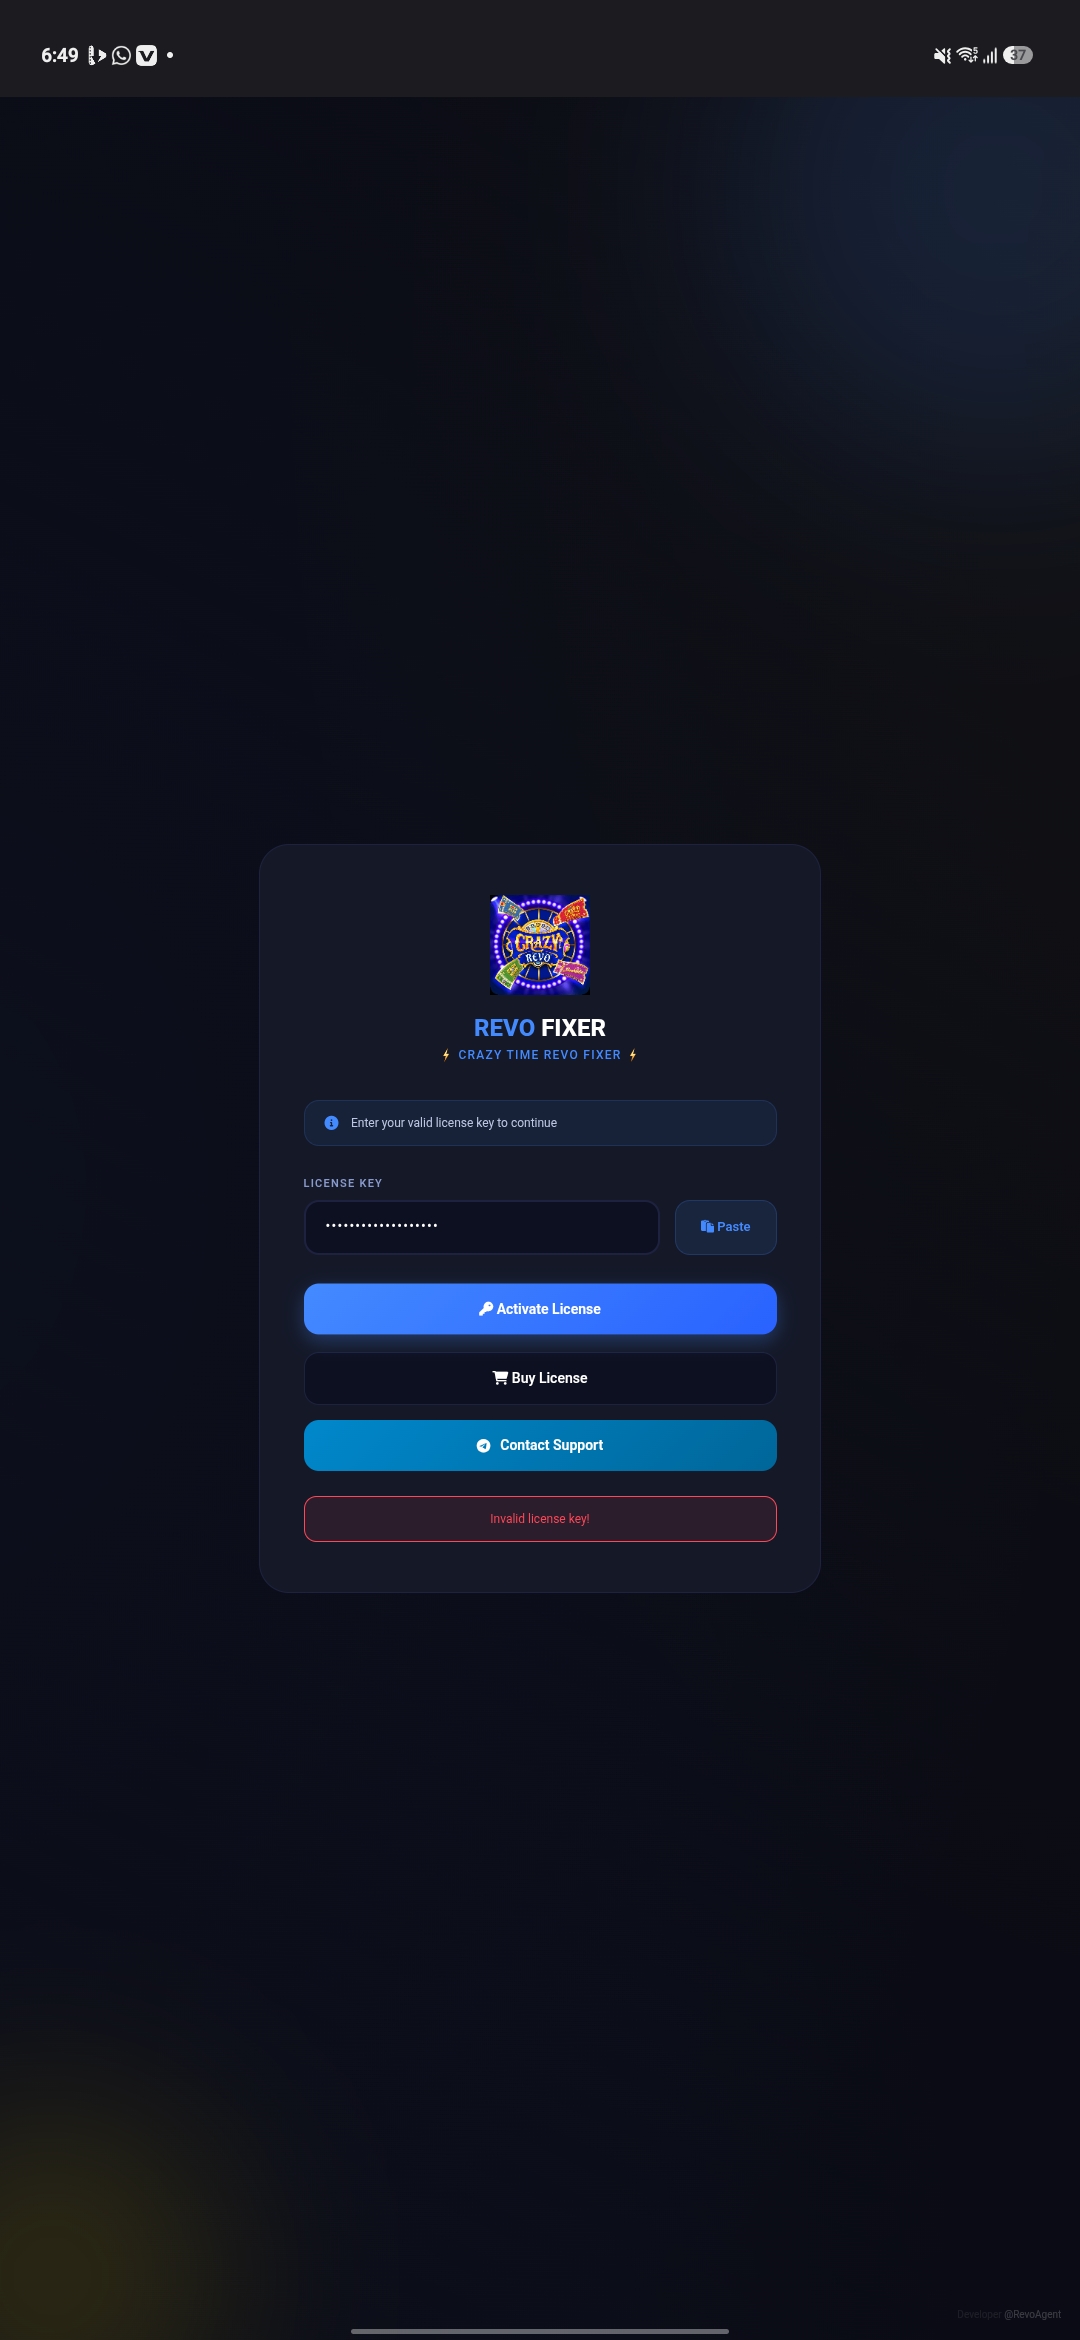 6:49
5
37
CRAZY
REVO
REVO FIXER
⚡ CRAZY TIME REVO FIXER ⚡
Enter your valid license key to continue
LICENSE KEY
•••••••••••••••••••
Paste
Activate License
Buy License
Contact Support
Invalid license key!
Developer @RevoAgent